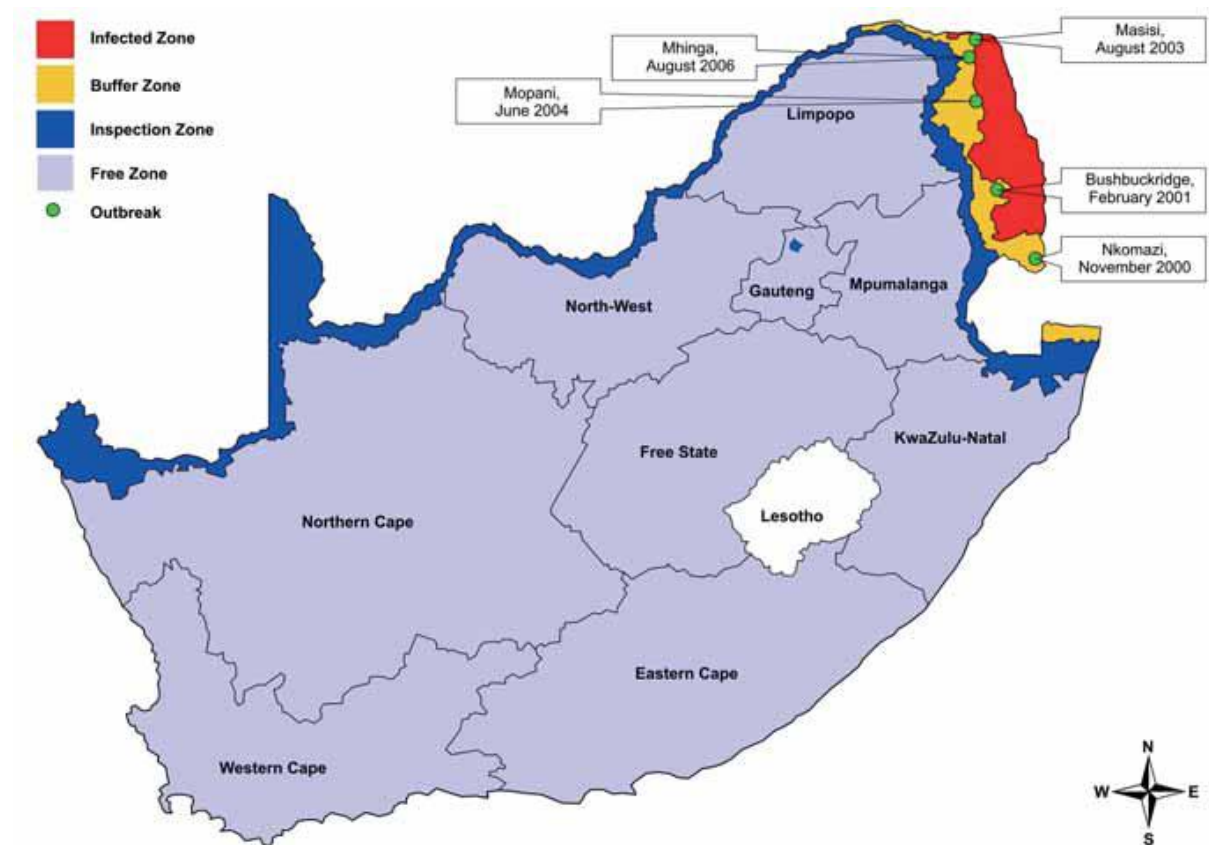 Infected Zone
Buffer Zone
Inspection Zone
Free Zone
Outbreak
Masisi,
August 2003
Mhinga,
August 2006
Mopani,
June 2004
Limpopo
Bushbuckridge,
February 2001
Nkomazi,
November 2000
Gauteng
Mpumalanga
North-West
KwaZulu-Natal
Free State
Lesotho
Northern Cape
Eastern Cape
Western Cape
N
W
E
S